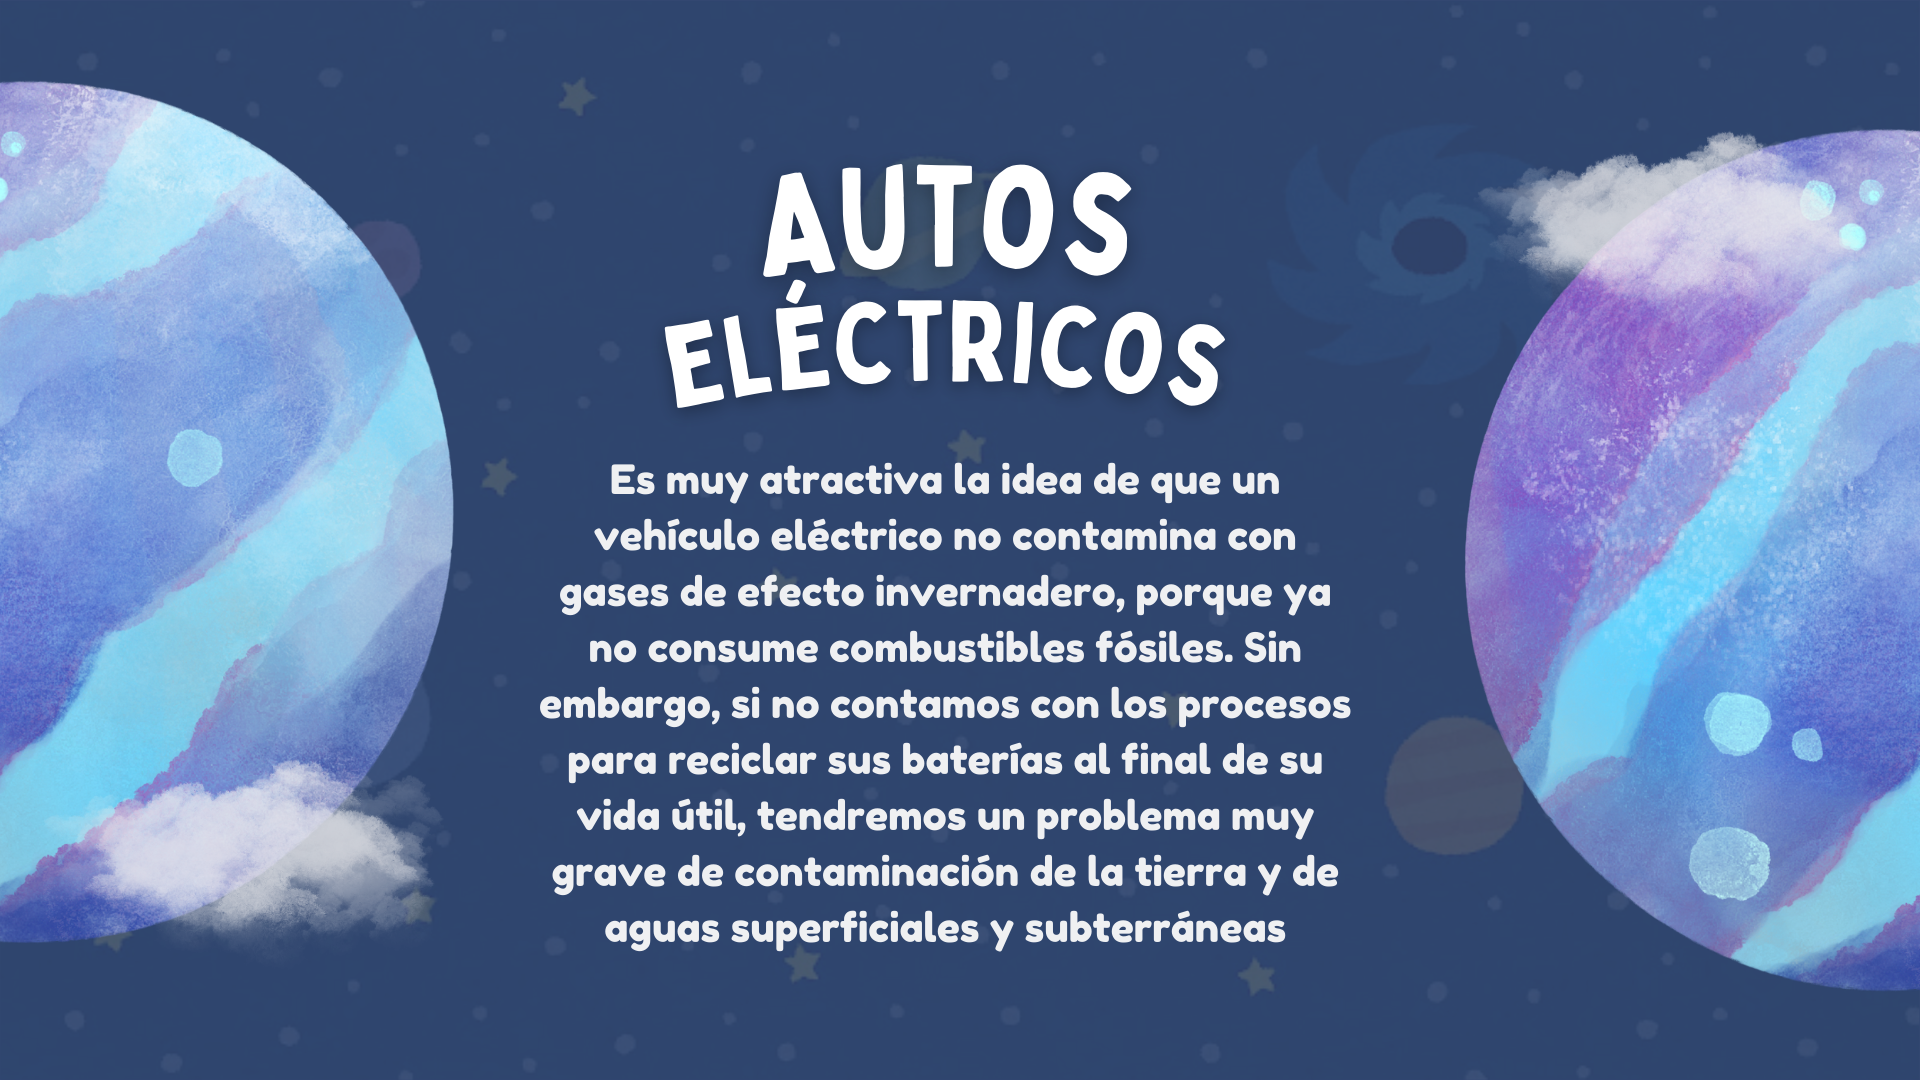 AUTOS
ELÉCTRICOS
Es muy atractiva la idea de que un
vehículo eléctrico no contamina con
gases de efecto invernadero, porque ya
no consume combustibles fósiles. Sin
embargo, si no contamos con los procesos
para reciclar sus baterías al final de su
vida útil, tendremos un problema muy
grave de contaminación de la tierra y de
aguas superficiales y subterráneas